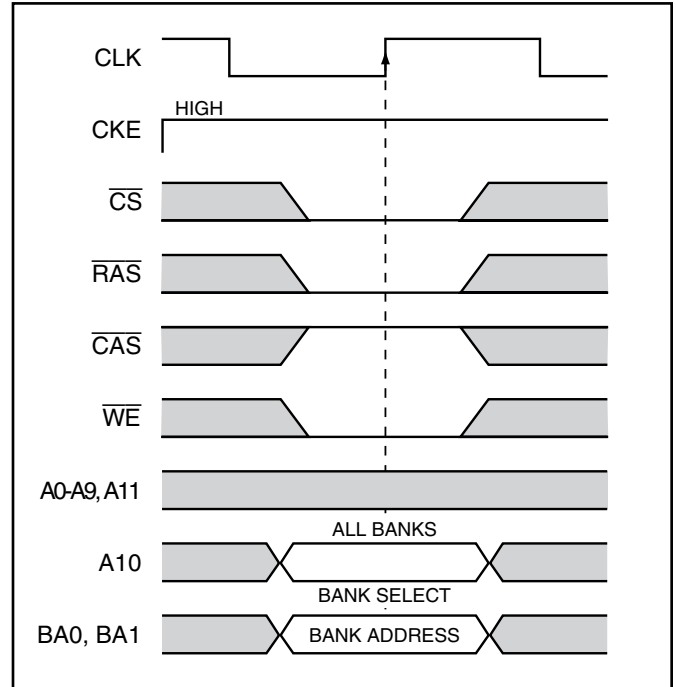 CLK
HIGH
CKE
CS
RAS
CAS
WE
A0-A9, A11
ALL BANKS
A10
BANK SELECT
BA0, BA1 BANK ADDRESS